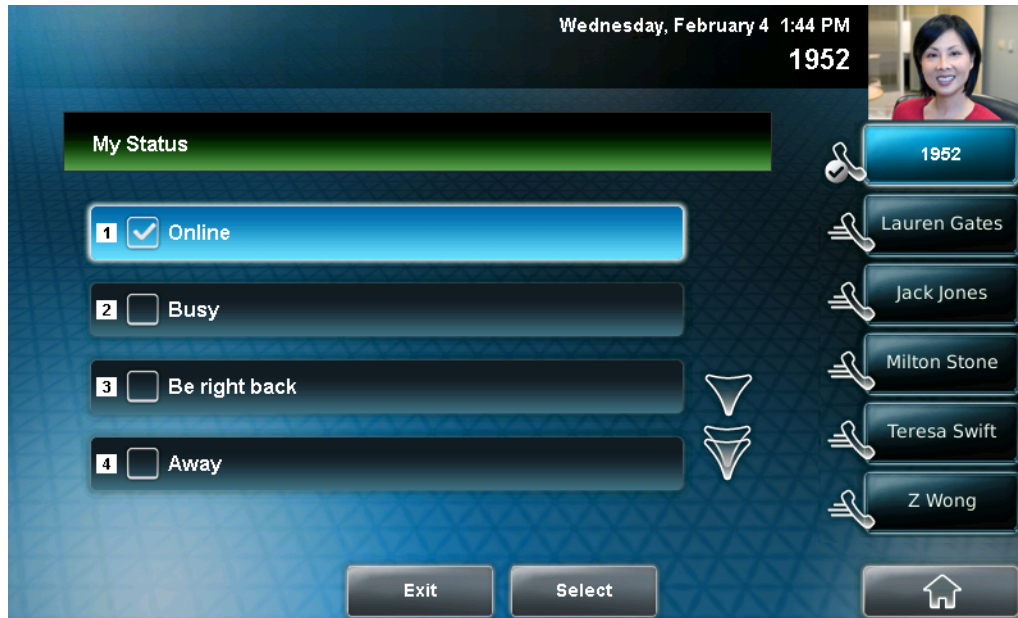 Wednesday, February 4 1:44 PM
1952
My Status
1 Online
2 Busy
3 Be right back
4 Away
1952
Lauren Gates
Jack Jones
Milton Stone
Teresa Swift
Z Wong
Exit
Select